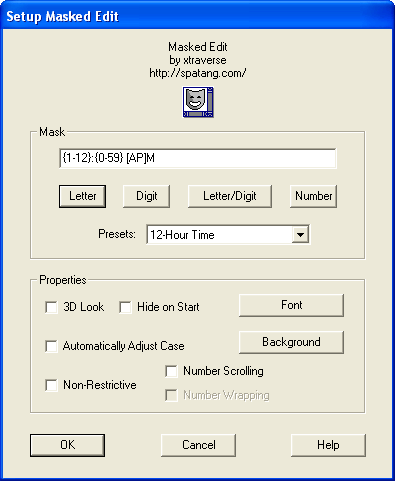 Setup Masked Edit
Masked Edit
by xtraverse
http://spatang.com/
Mask
{1-12}:{0-59} [AP]M
Letter Digit Letter/Digit Number
Presets: 12-Hour Time
Properties
3D Look Hide on Start Font
Automatically Adjust Case Background
Number Scrolling
Non-Restrictive
Number Wrapping
OK Cancel Help